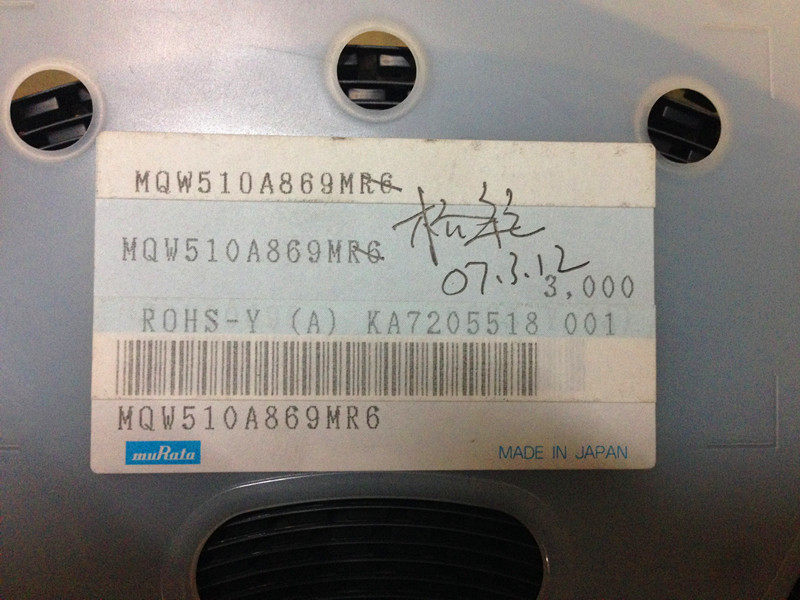 MQW510A869MR6
MQW510A869MR6
07.3.12
3,000
ROHS-Y (A) KA7205518 001
MQW510A869MR6
muRata
MADE IN JAPAN